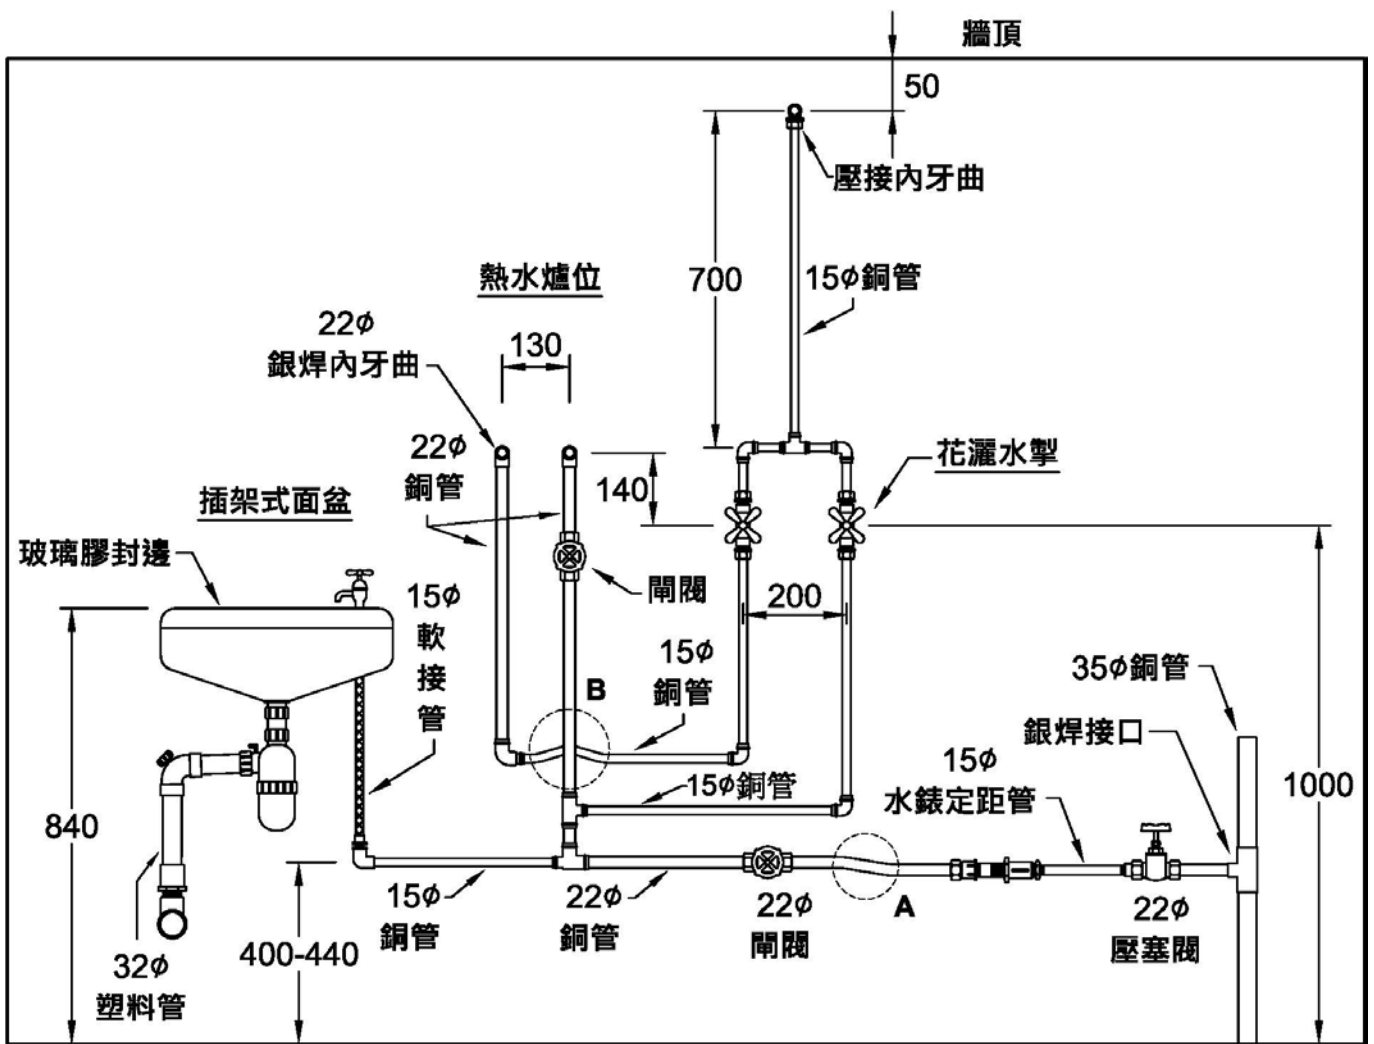 牆頂
50
壓接內牙曲
700
15φ銅管
熱水爐位
22φ
銀焊內牙曲
130
22φ
銅管
140
花灑水掣
插架式面盆
玻璃膠封邊
15φ
軟
接
管
閘閥
200
15φ
銅管
B
35φ銅管
銀焊接口
15φ
水錶定距管
15φ銅管
1000
840
15φ
銅管
22φ
銅管
22φ
閘閥
A
22φ
壓塞閥
400-440
32φ
塑料管